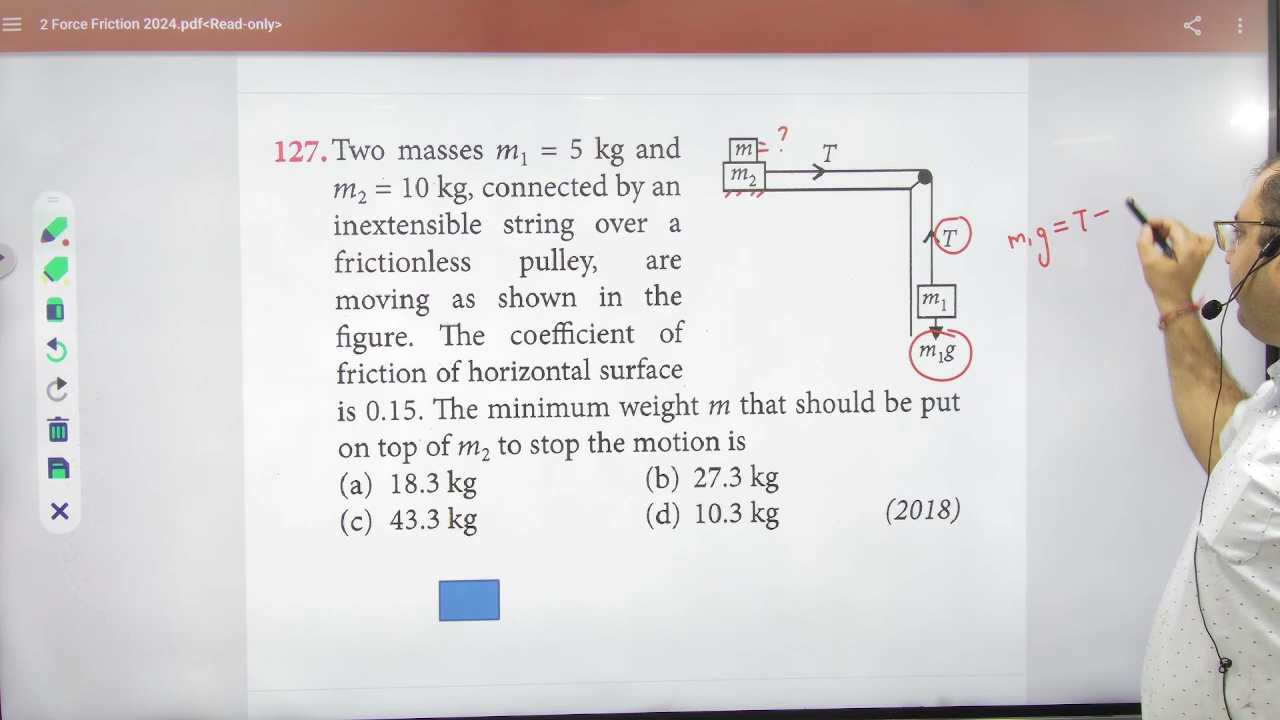 2 Force Friction 2024.pdf<Read-only>
127. Two masses m₁ = 5 kg and
m₂ = 10 kg, connected by an
inextensible string over a
frictionless pulley, are
moving as shown in the
figure. The coefficient of
friction of horizontal surface
is 0.15. The minimum weight m that should be put
on top of m₂ to stop the motion is
(a) 18.3 kg (b) 27.3 kg
(c) 43.3 kg (d) 10.3 kg (2018)
m = ?
m₂
T
T
m₁
m₁g
m₁g = T −